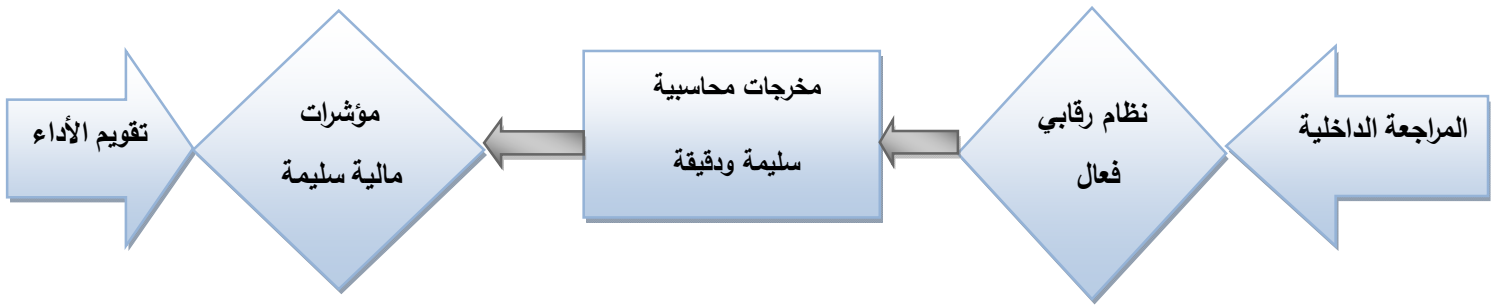 المراجعة الداخلية
نظام رقابي
فعال
مخرجات محاسبية
سليمة ودقيقة
مؤشرات
مالية سليمة
تقويم الأداء